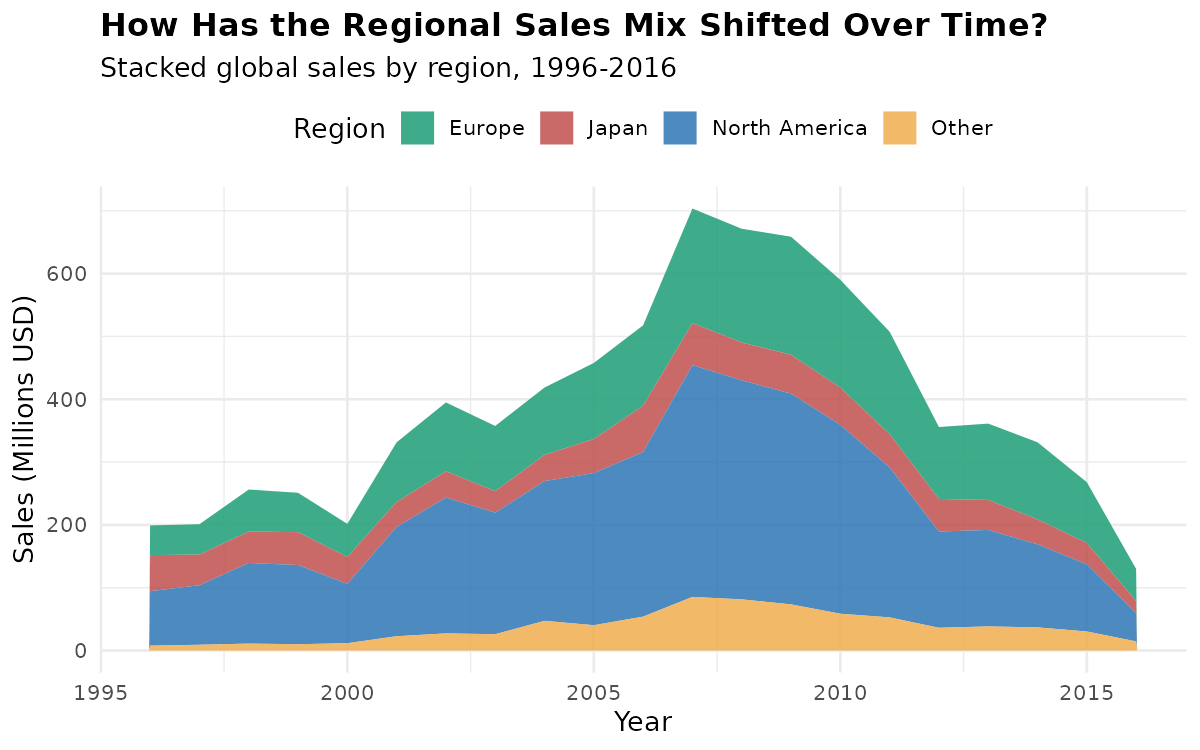 How Has the Regional Sales Mix Shifted Over Time?
Stacked global sales by region, 1996-2016
Region Europe Japan North America Other
Sales (Millions USD)
600
400
200
0
1995 2000 2005 2010 2015
Year